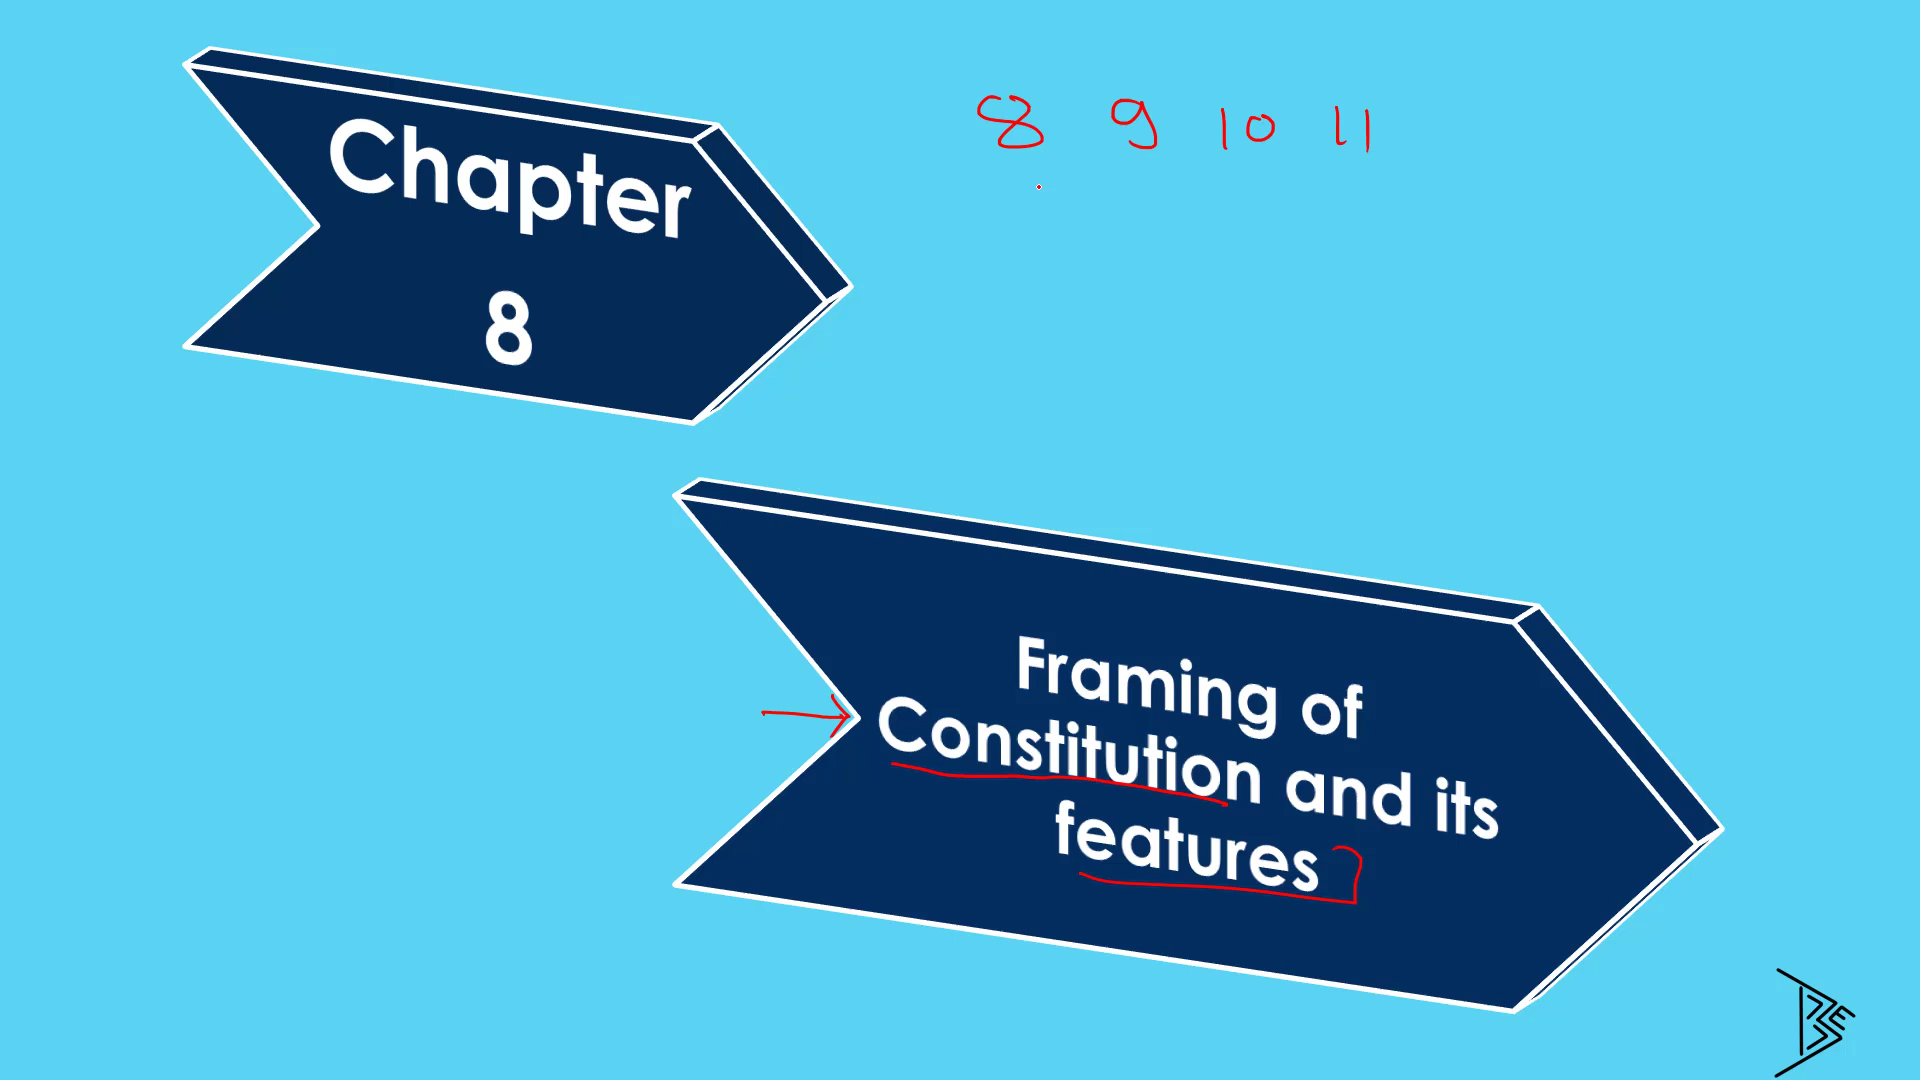 Chapter
8
8 9 10 11
Framing of
Constitution and its
features